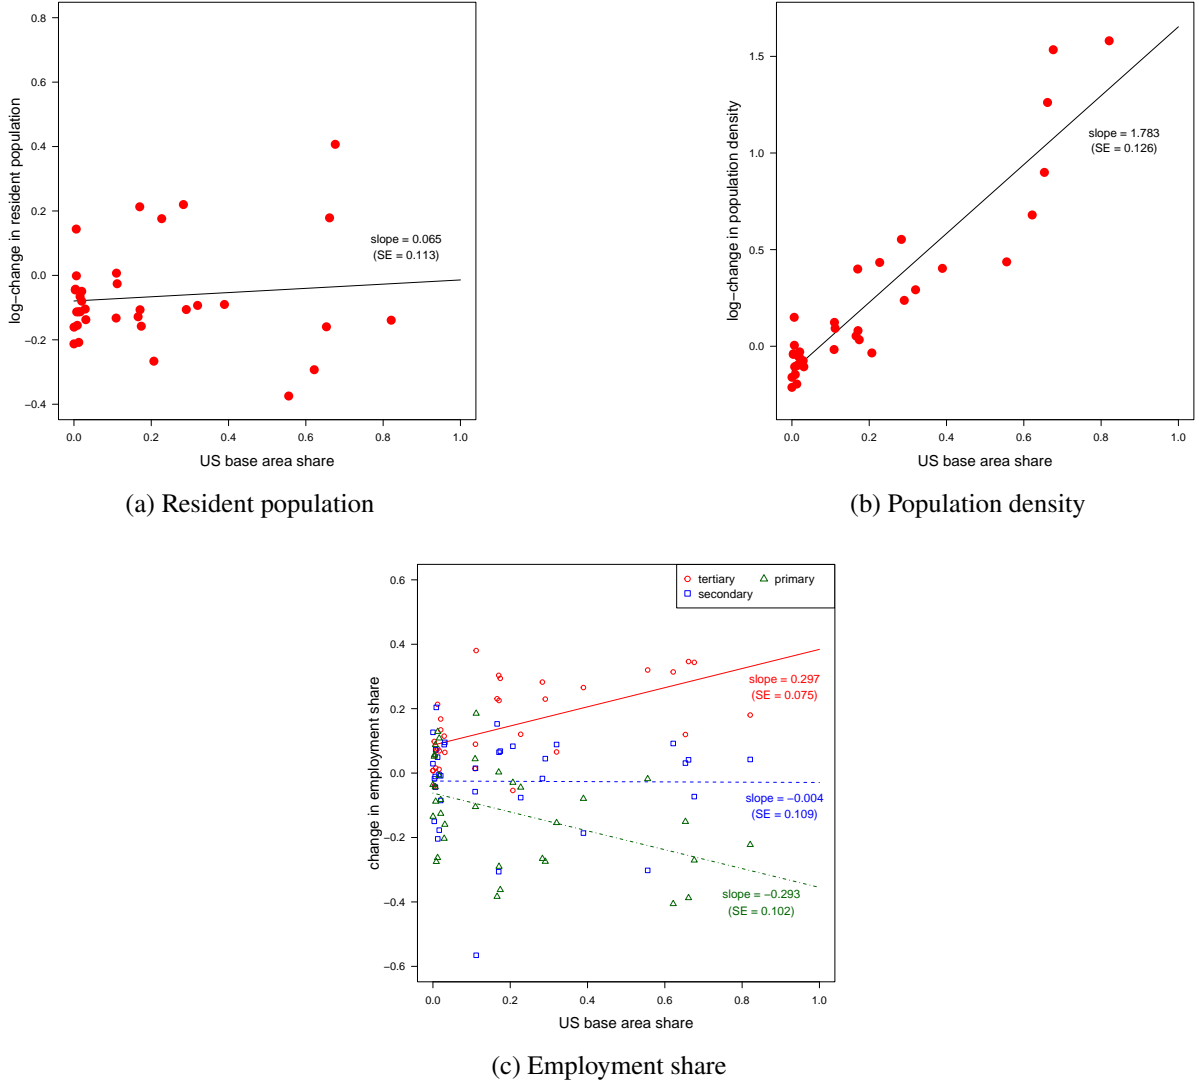 0.8
0.6
0.4
0.2
0.0
−0.2
−0.4
log−change in resident population
slope = 0.065
(SE = 0.113)
0.0 0.2 0.4 0.6 0.8 1.0
US base area share
(a) Resident population
1.5
1.0
0.5
0.0
log−change in population density
slope = 1.783
(SE = 0.126)
0.0 0.2 0.4 0.6 0.8 1.0
US base area share
(b) Population density
0.6
0.4
0.2
0.0
−0.2
−0.4
−0.6
change in employment share
tertiary primary
secondary
slope = 0.297
(SE = 0.075)
slope = −0.004
(SE = 0.109)
slope = −0.293
(SE = 0.102)
0.0 0.2 0.4 0.6 0.8 1.0
US base area share
(c) Employment share